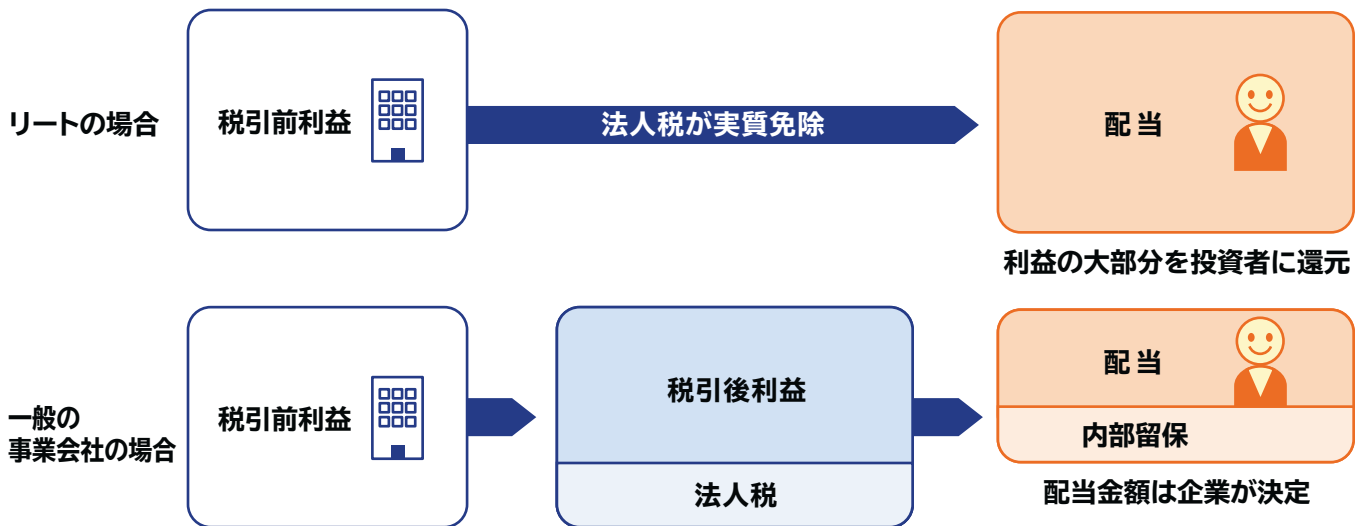 リートの場合
税引前利益
法人税が実質免除
配当
利益の大部分を投資者に還元
一般の
事業会社の場合
税引前利益
税引後利益
法人税
配当
内部留保
配当金額は企業が決定